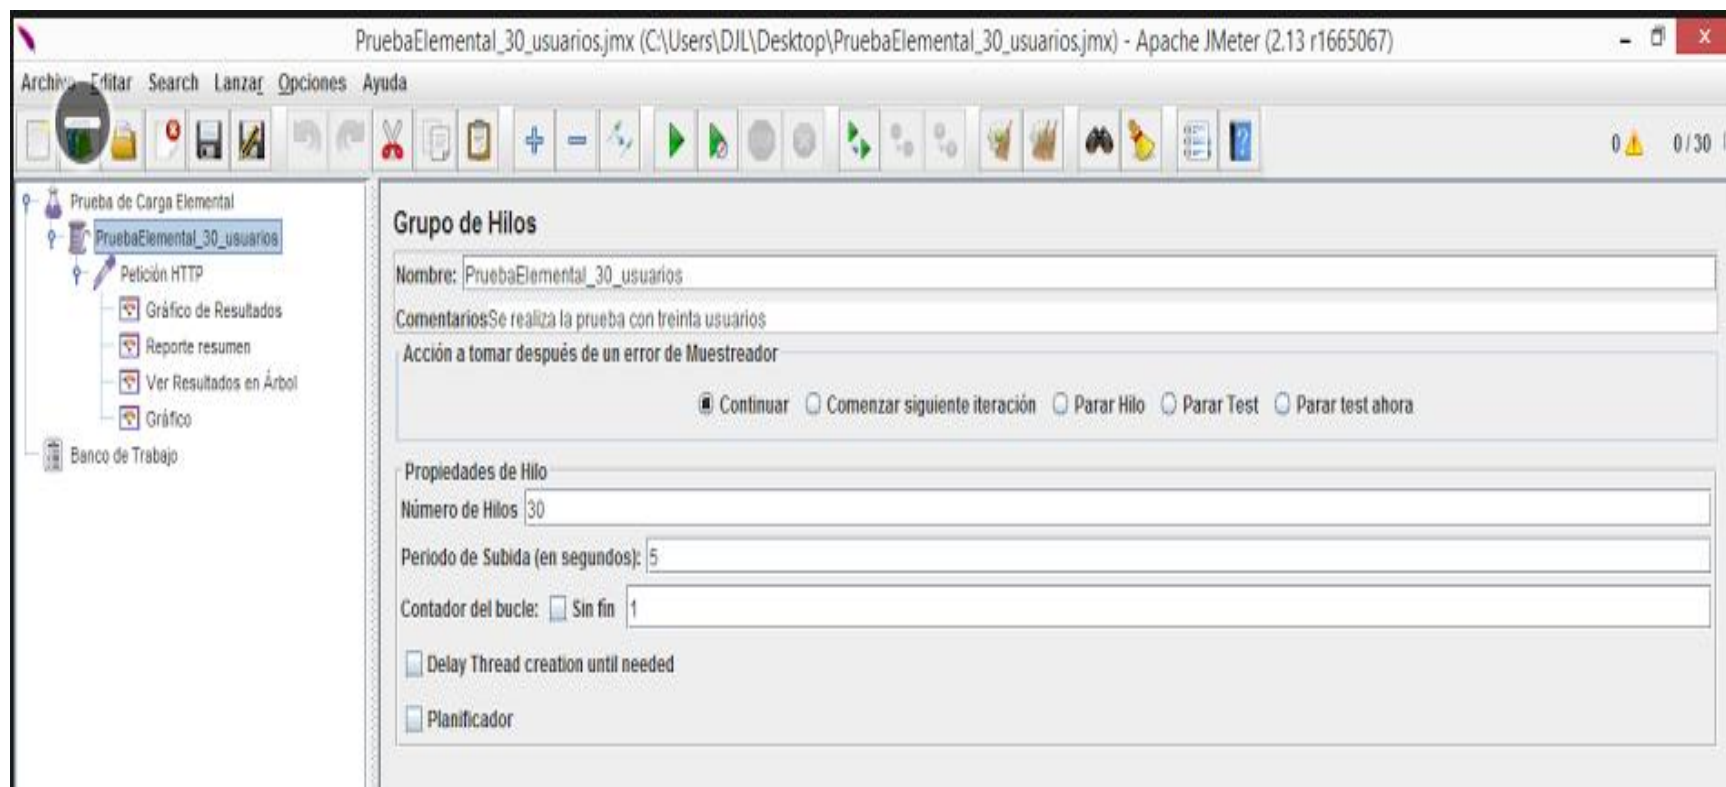 PruebaElemental_30_usuarios.jmx (C:\Users\DJL\Desktop\PruebaElemental_30_usuarios.jmx) - Apache JMeter (2.13 r1665067)
Archivo Editar Search Lanzar Opciones Ayuda
0 0 / 30
Prueba de Carga Elemental
PruebaElemental_30_usuarios
Petición HTTP
Gráfico de Resultados
Reporte resumen
Ver Resultados en Árbol
Gráfico
Banco de Trabajo
Grupo de Hilos
Nombre: PruebaElemental_30_usuarios
ComentariosSe realiza la prueba con treinta usuarios
Acción a tomar después de un error de Muestreador
Continuar Comenzar siguiente iteración Parar Hilo Parar Test Parar test ahora
Propiedades de Hilo
Número de Hilos 30
Periodo de Subida (en segundos): 5
Contador del bucle: Sin fin 1
Delay Thread creation until needed
Planificador